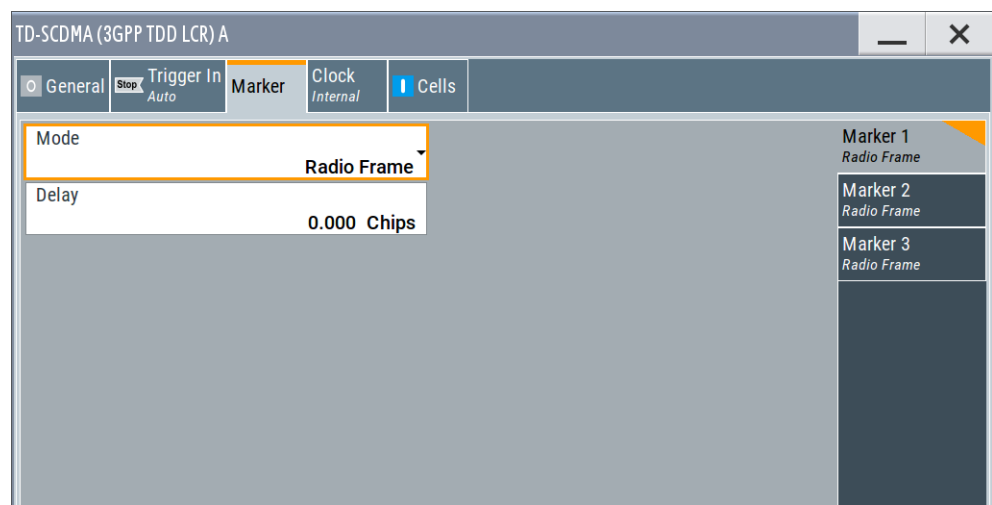 TD-SCDMA (3GPP TDD LCR) A
O General
Stop Trigger In
Auto
Marker
Clock
Internal
I Cells
Mode
Radio Frame
Delay
0.000 Chips
Marker 1
Radio Frame
Marker 2
Radio Frame
Marker 3
Radio Frame